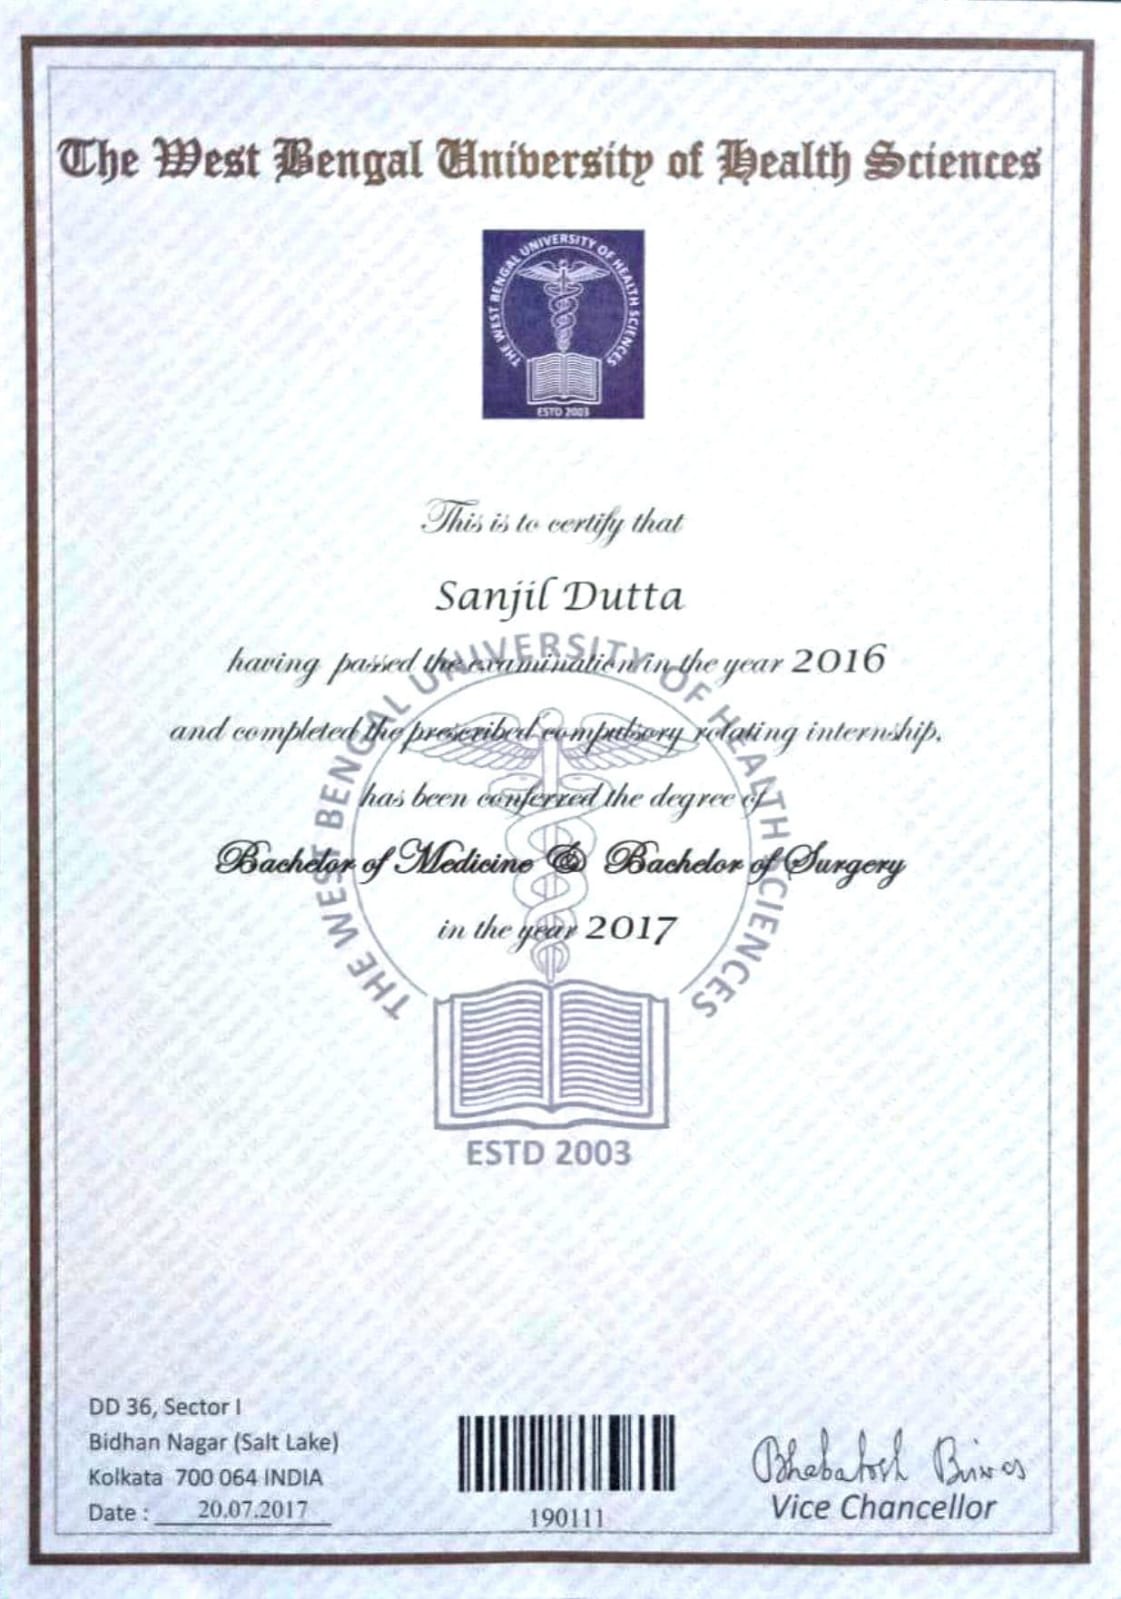 The West Bengal University of Health Sciences
THE WEST BENGAL UNIVERSITY OF HEALTH SCIENCES
ESTD 2003
This is to certify that
Sanjil Dutta
having passed the examination in the year 2016
and completed the prescribed compulsory rotating internship,
has been conferred the degree of
Bachelor of Medicine & Bachelor of Surgery
in the year 2017
THE WEST BENGAL UNIVERSITY OF HEALTH SCIENCES
ESTD 2003
DD 36, Sector I
Bidhan Nagar (Salt Lake)
Kolkata 700 064 INDIA
Date : 20.07.2017
190111
Bhabatosh Biswas
Vice Chancellor